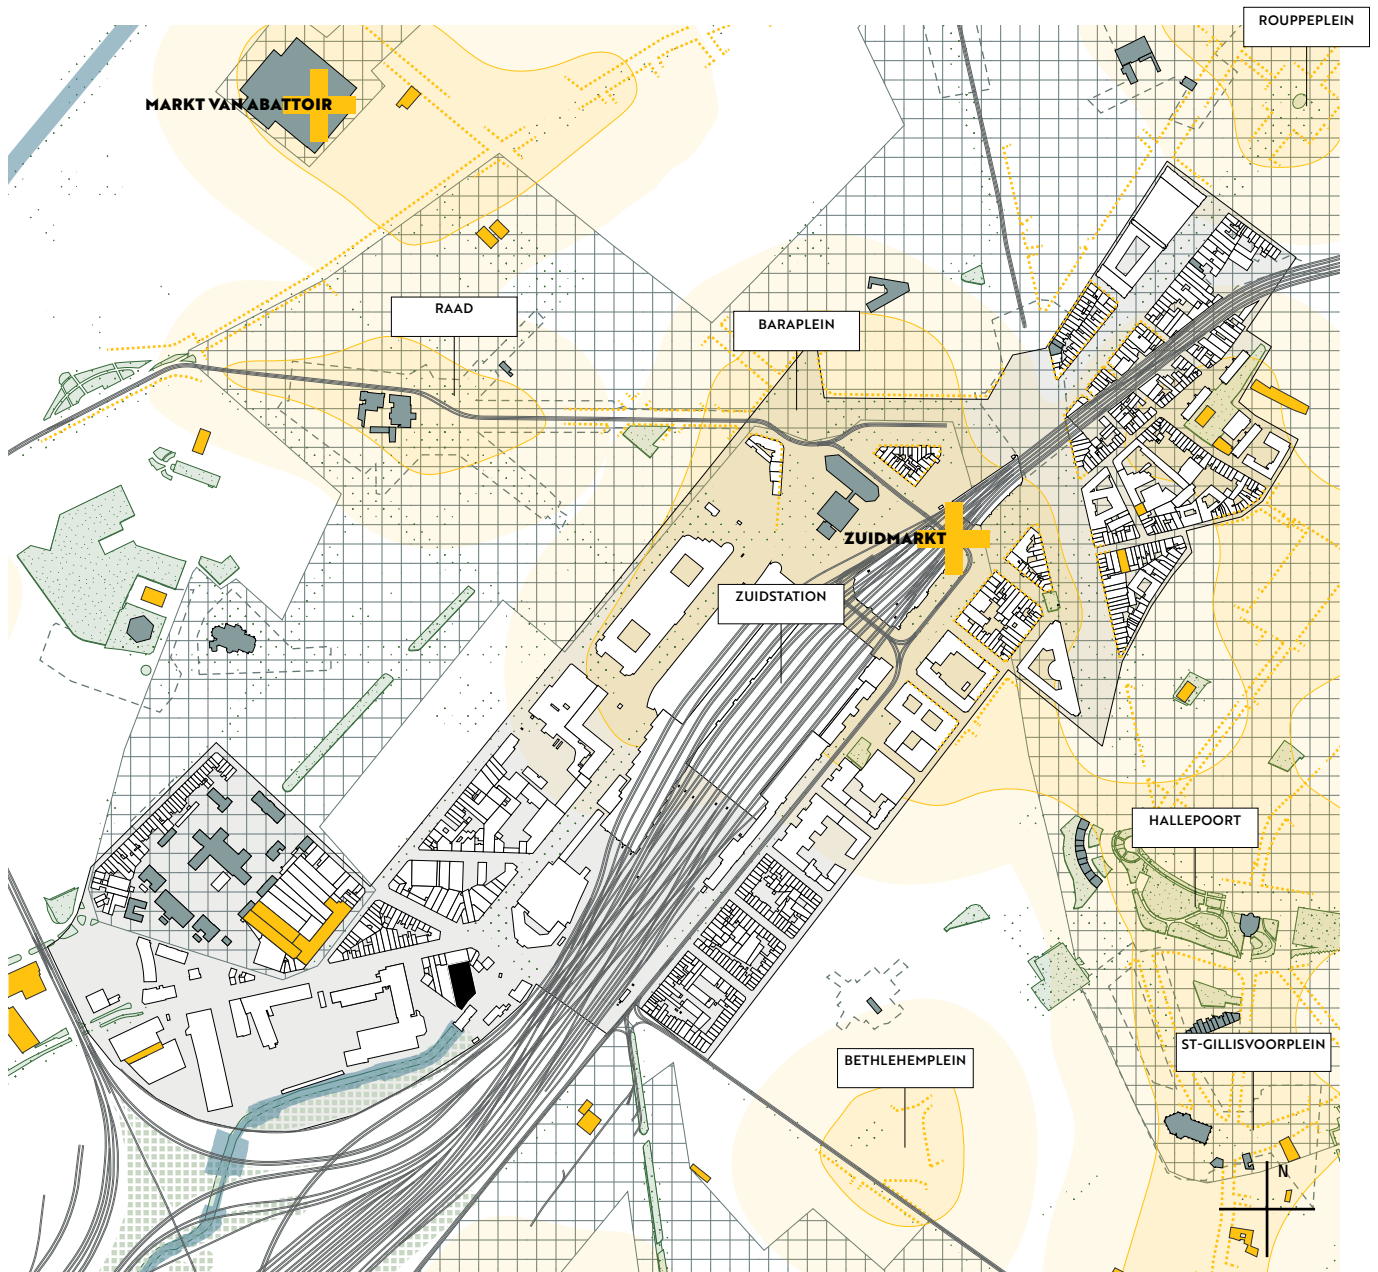 ROUPPEPLEIN
MARKT VAN ABATTOIR
RAAD
BARAPLEIN
ZUIDMARKT
ZUIDSTATION
HALLEPOORT
ST-GILLISVOORPLEIN
BETHLEHEMPLEIN
N